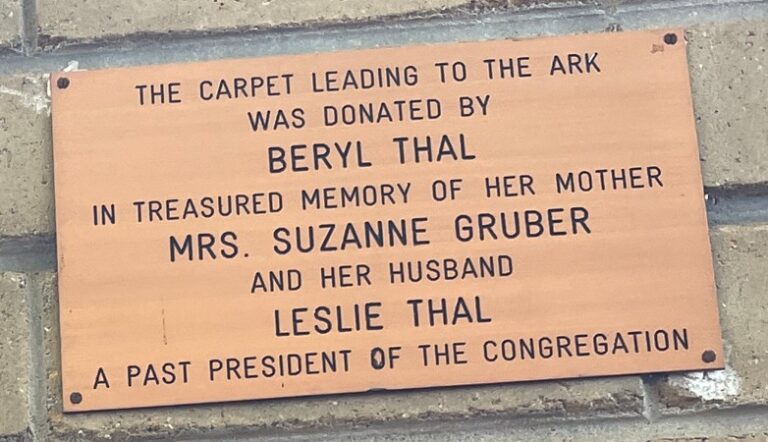 THE CARPET LEADING TO THE ARK
WAS DONATED BY
BERYL THAL
IN TREASURED MEMORY OF HER MOTHER
MRS. SUZANNE GRUBER
AND HER HUSBAND
LESLIE THAL
A PAST PRESIDENT OF THE CONGREGATION